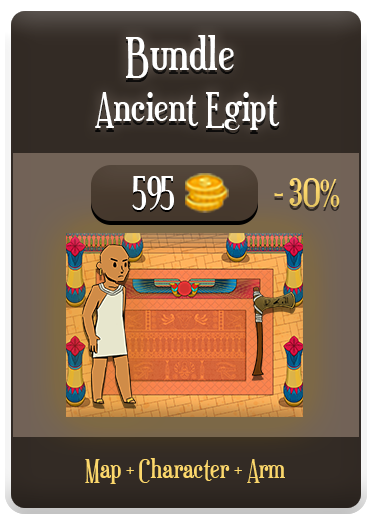 Bundle
Ancient Egipt
595 - 30%
Map + Character + Arm